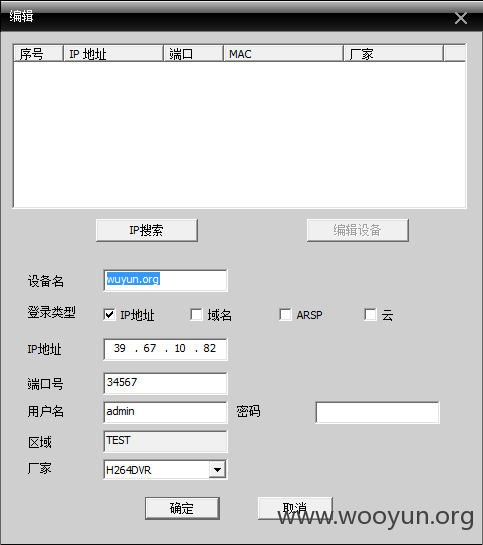 编辑
序号 IP 地址 端口 MAC 厂家
IP搜索 编辑设备
设备名 wuyun.org
登录类型 IP地址 域名 ARSP 云
IP地址 39 . 67 . 10 . 82
端口号 34567
用户名 admin 密码
区域 TEST
厂家 H264DVR
确定 取消
www.wooyun.org